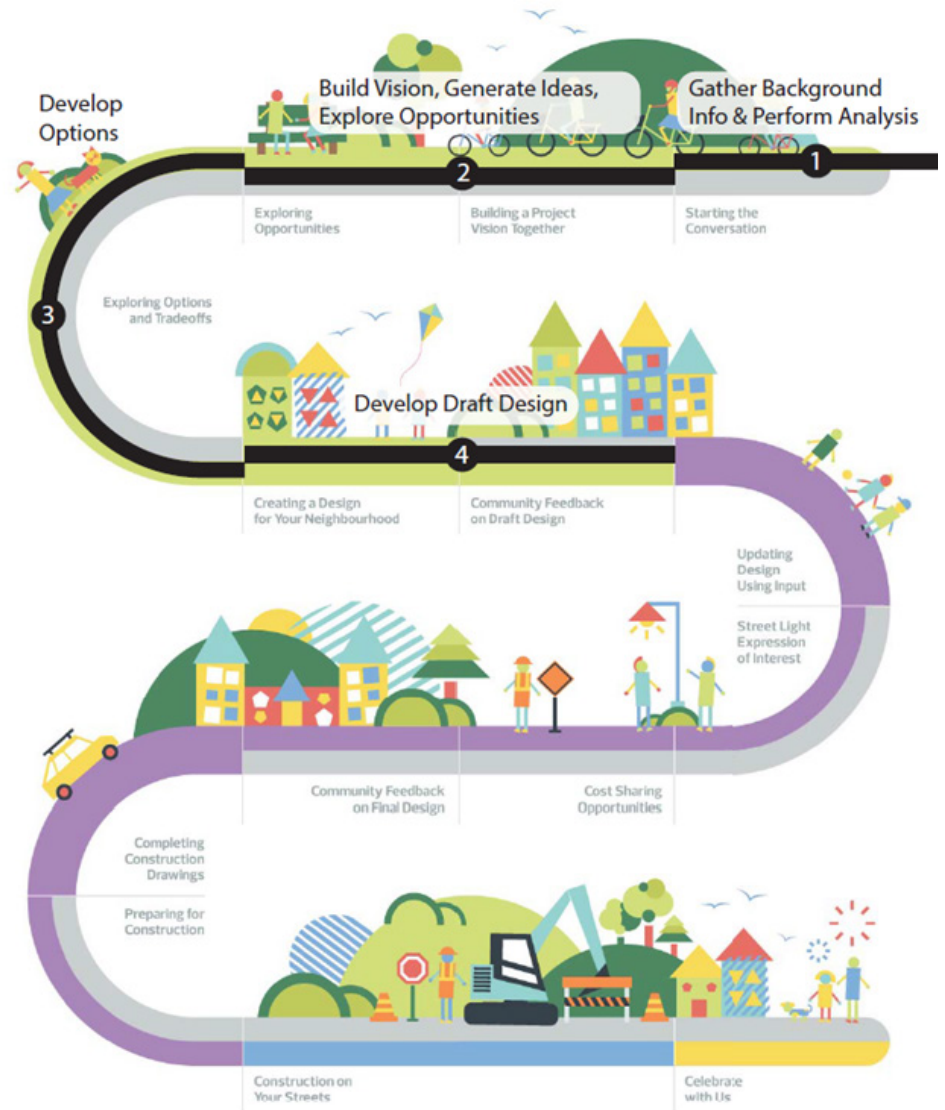 Develop
Options
Build Vision, Generate Ideas,
Explore Opportunities
Gather Background
Info & Perform Analysis
1
2
Exploring
Opportunities
Building a Project
Vision Together
Starting the
Conversation
3
Exploring Options
and Tradeoffs
Develop Draft Design
4
Creating a Design
for Your Neighbourhood
Community Feedback
on Draft Design
Updating
Design
Using Input
Street Light
Expression
of Interest
Community Feedback
on Final Design
Cost Sharing
Opportunities
Completing
Construction
Drawings
Preparing for
Construction
Construction on
Your Streets
Celebrate
with Us